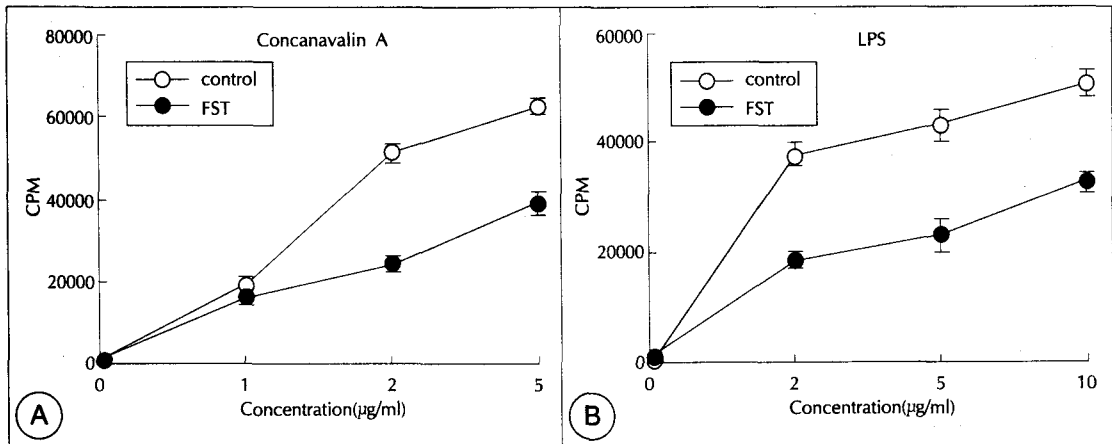 Concanavalin A
control
FST
80000
60000
40000
20000
0
CPM
0 1 2 5
Concentration(μg/ml)
A
LPS
control
FST
60000
40000
20000
0
CPM
0 2 5 10
Concentration(μg/ml)
B